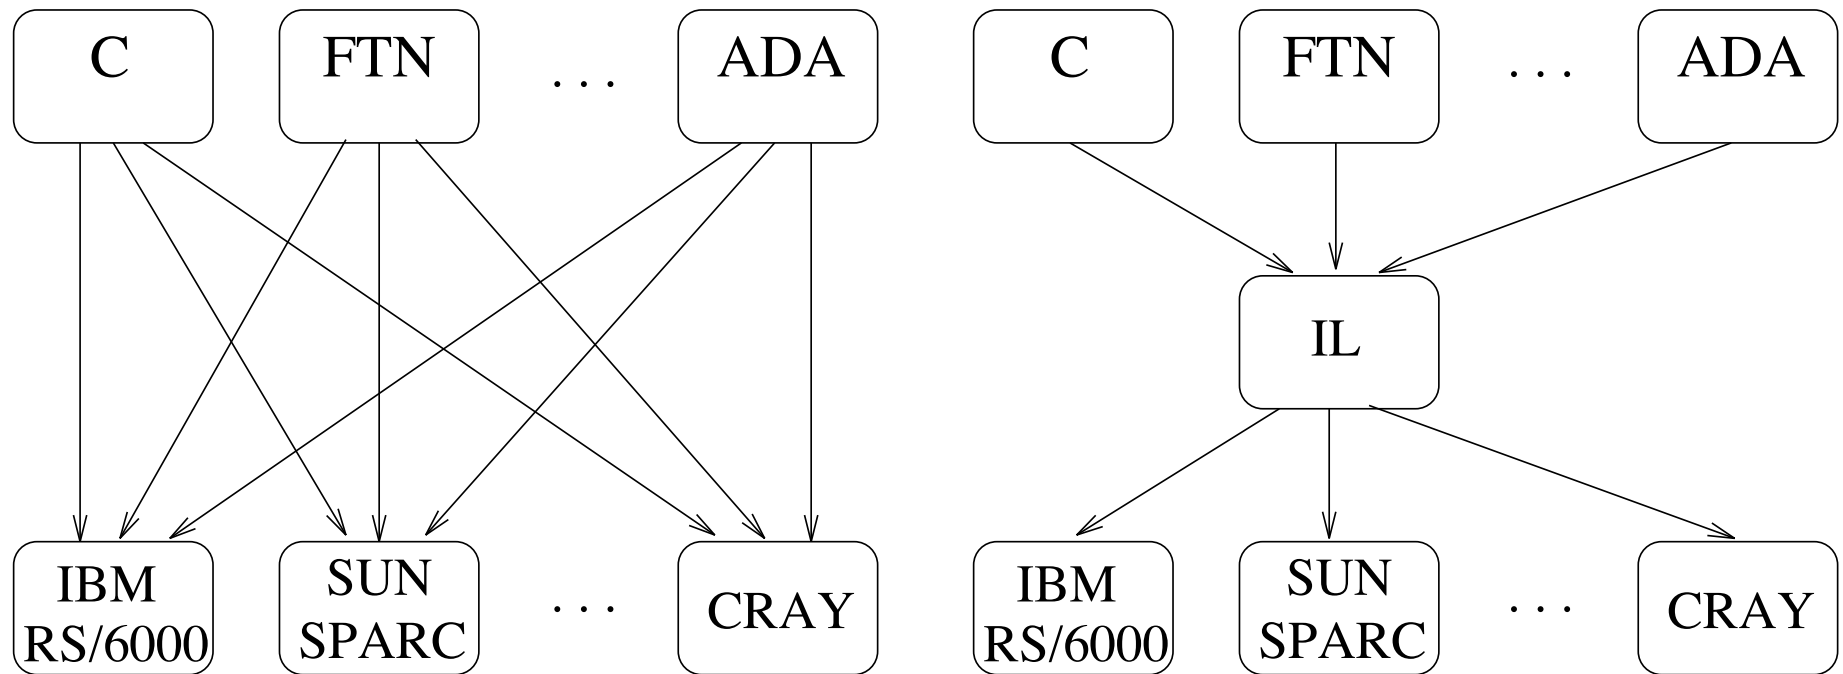 C
FTN
. . .
ADA
IBM
RS/6000
SUN
SPARC
. . .
CRAY
C
FTN
. . .
ADA
IL
IBM
RS/6000
SUN
SPARC
. . .
CRAY